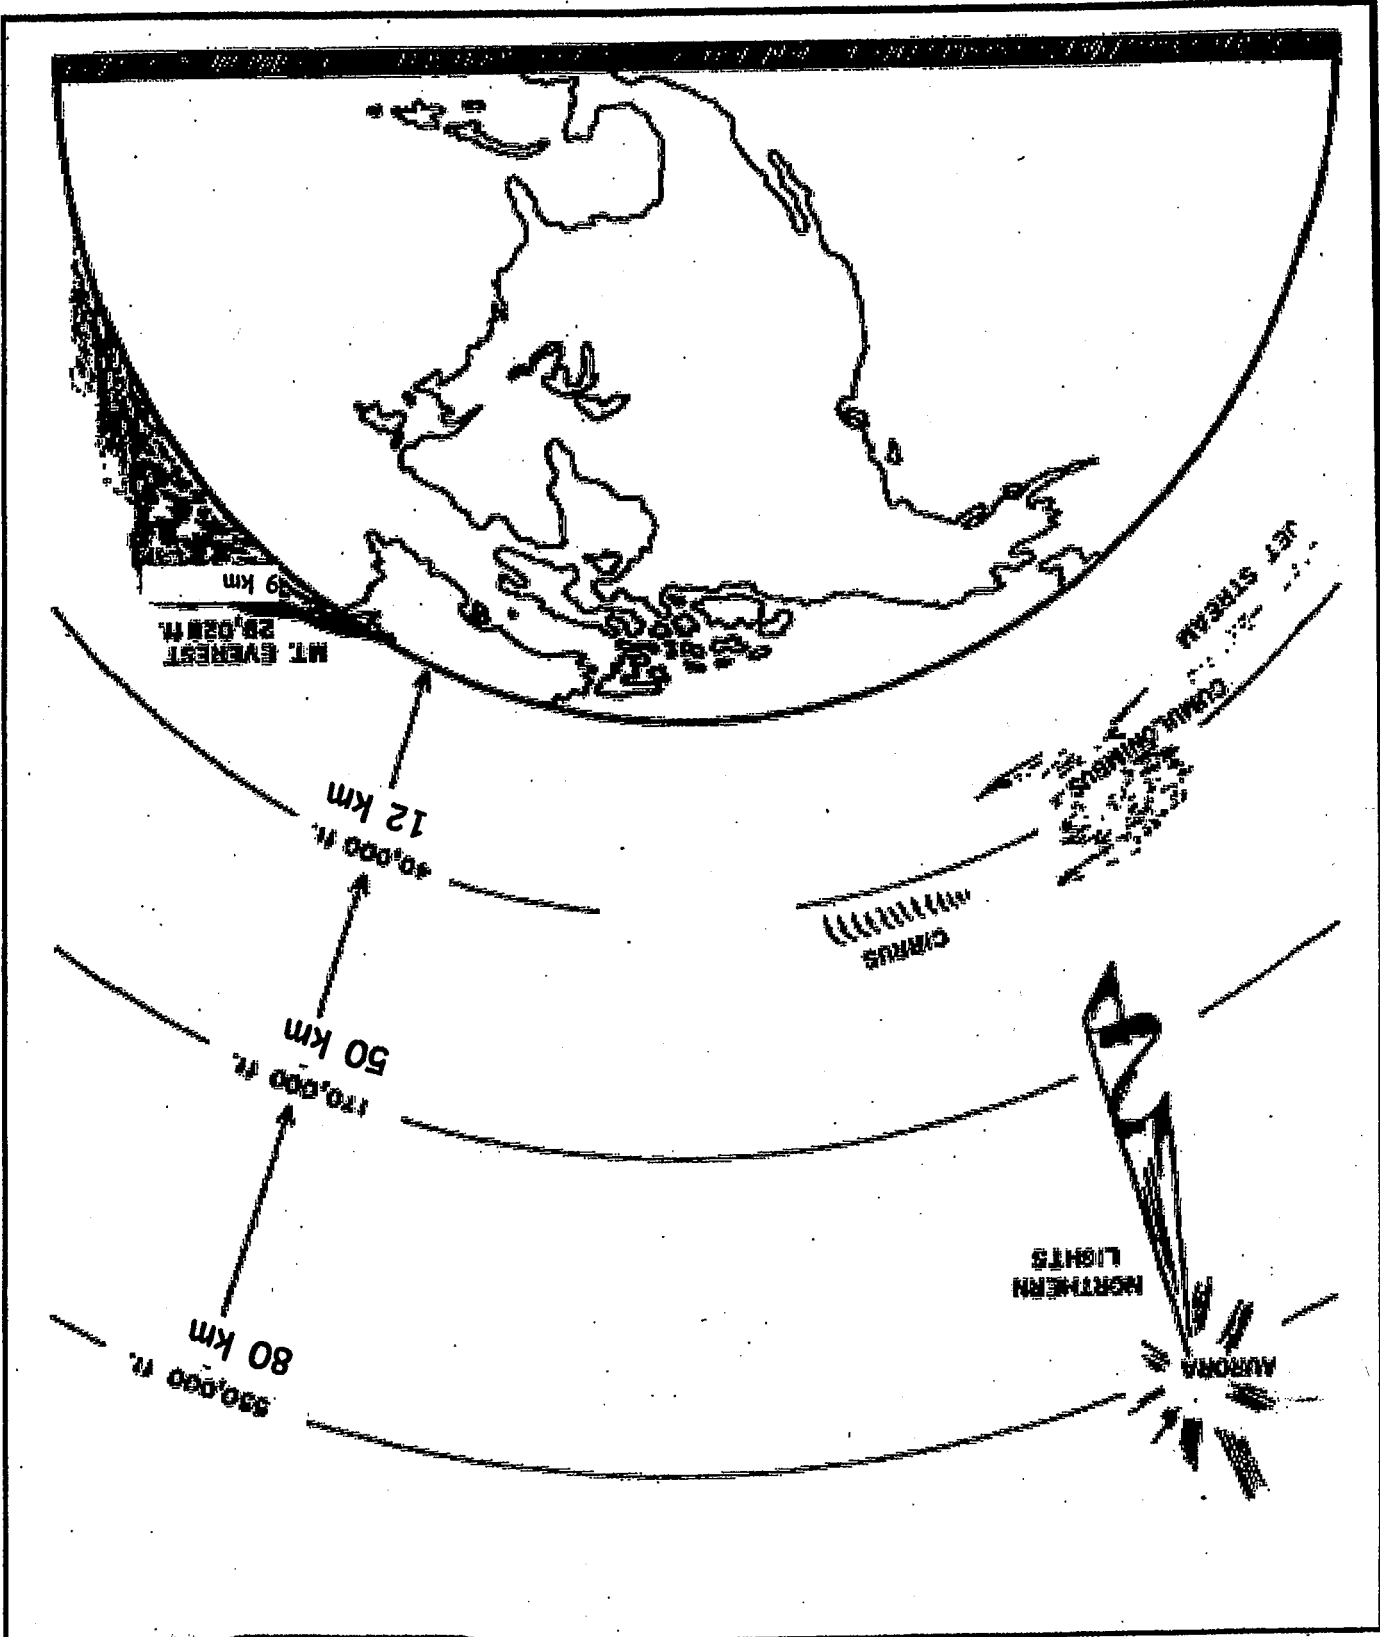 550,000 ft.
80 km
AURORA
NORTHERN
LIGHTS
170,000 ft.
50 km
CIRRUS
40,000 ft.
12 km
CUMULONIMBUS
JET STREAM
MT. EVEREST
29,028 ft.
9 km